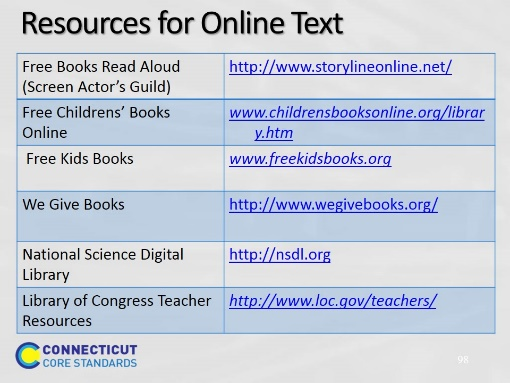 Resources for Online Text
Free Books Read Aloud
(Screen Actor's Guild)
http://www.storylineonline.net/
Free Childrens' Books
Online
www.childrensbooksonline.org/librar
y.htm
Free Kids Books
www.freekidsbooks.org
We Give Books
http://www.wegivebooks.org/
National Science Digital
Library
http://nsdl.org
Library of Congress Teacher
Resources
http://www.loc.gov/teachers/
CONNECTICUT
CORE STANDARDS
98